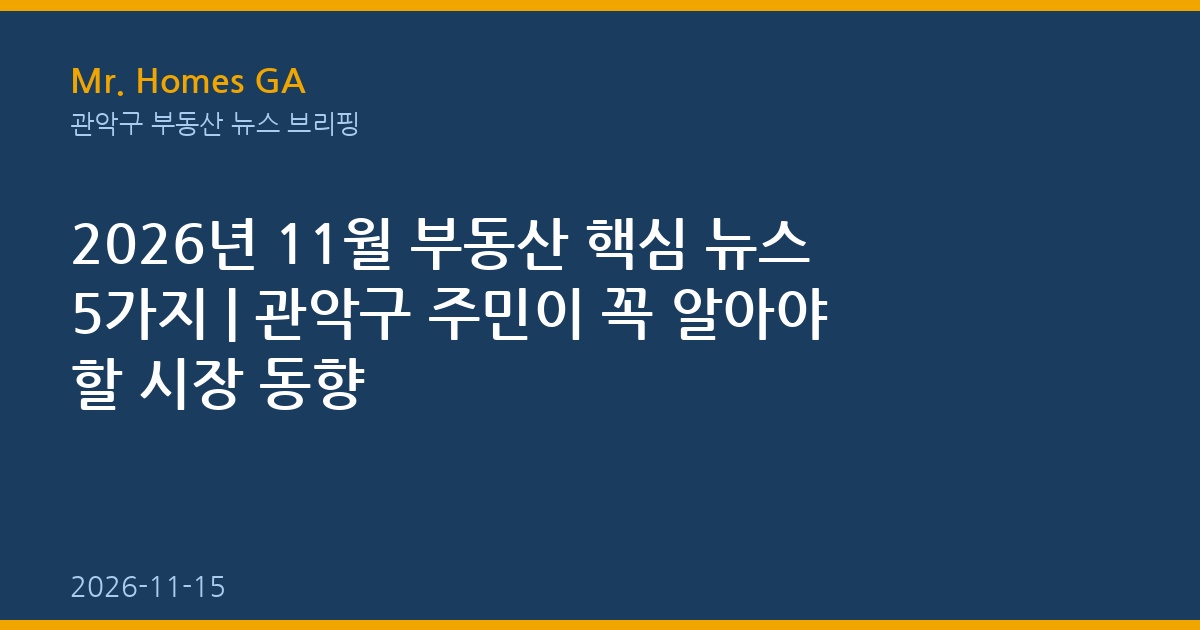 Mr. Homes GA
관악구 부동산 뉴스 브리핑
2026년 11월 부동산 핵심 뉴스
5가지 | 관악구 주민이 꼭 알아야
할 시장 동향
2026-11-15